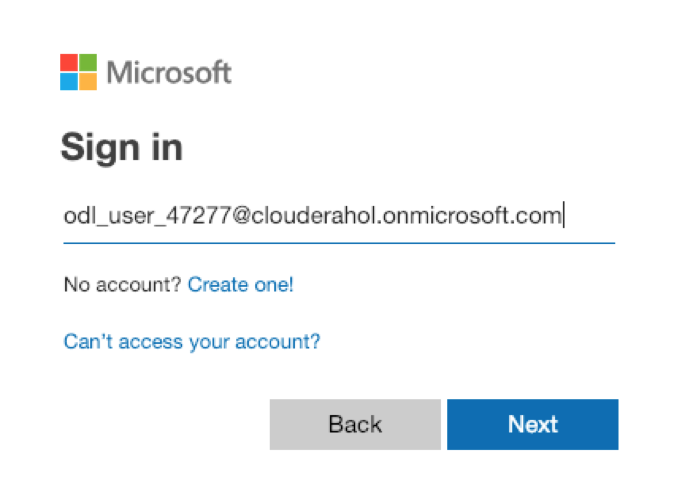 Microsoft
Sign in
odl_user_47277@clouderahol.onmicrosoft.com
No account? Create one!
Can't access your account?
Back Next